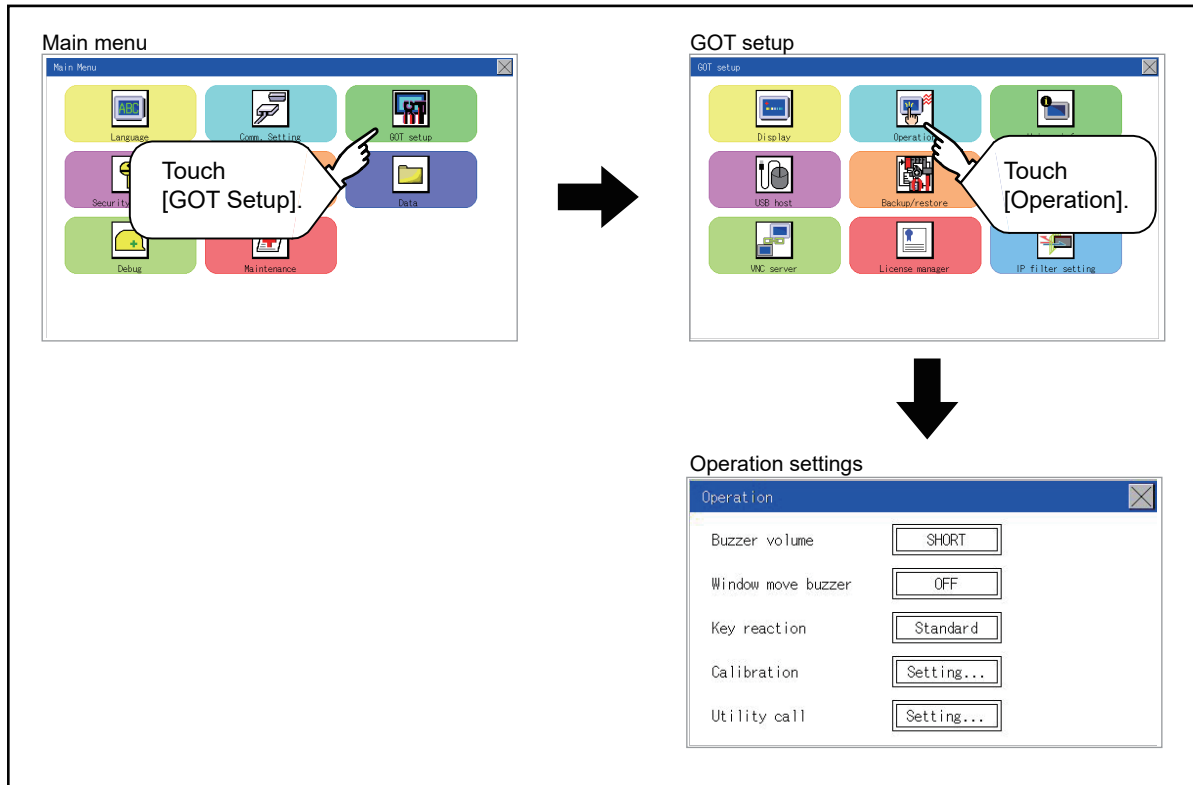 Main menu
Main Menu
ABC
Language
Comm. Setting
GOT setup
Security
Data
Touch
[GOT Setup].
Debug
Maintenance
GOT setup
GOT setup
Display
Operation
USB host
Backup/restore
Touch
[Operation].
VNC server
License manager
IP filter setting
Operation settings
Operation
Buzzer volume
SHORT
Window move buzzer
OFF
Key reaction
Standard
Calibration
Setting...
Utility call
Setting...